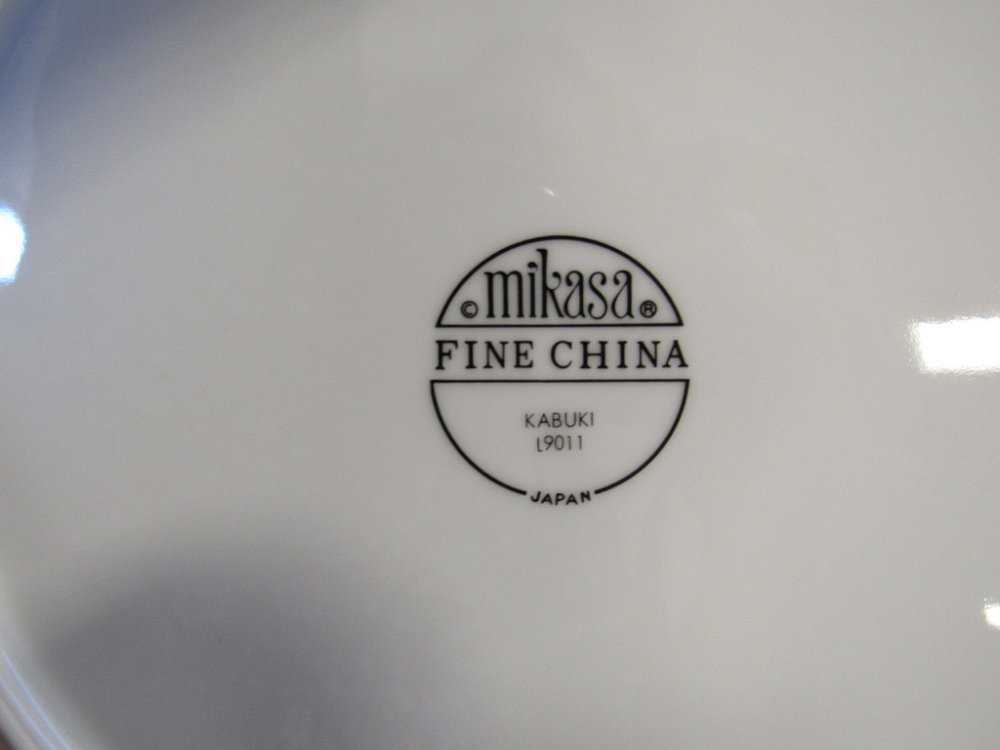 © mikasa ®
FINE CHINA
KABUKI
L9011
JAPAN